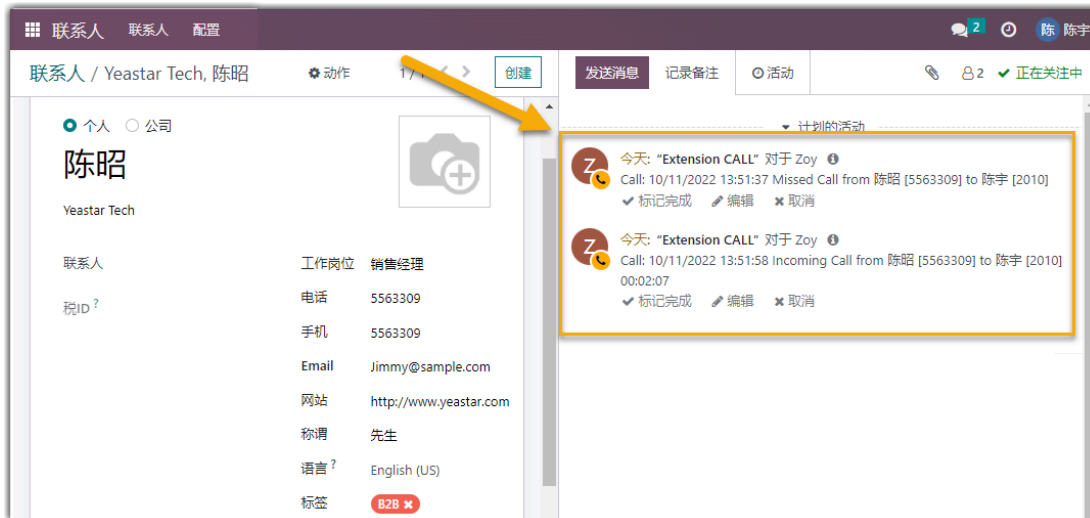 联系人 联系人 配置 2 陈 陈宇
联系人 / Yeastar Tech, 陈昭 动作 创建
发送消息 记录备注 活动 2 正在关注中
个人 公司
陈昭
Yeastar Tech
联系人
税ID ?
工作岗位 销售经理
电话 5563309
手机 5563309
Email Jimmy@sample.com
网站 http://www.yeastar.com
称谓 先生
语言 ? English (US)
标签 B2B
计划的活动
Z 今天: "Extension CALL" 对于 Zoy
Call: 10/11/2022 13:51:37 Missed Call from 陈昭 [5563309] to 陈宇 [2010]
标记完成 编辑 取消
Z 今天: "Extension CALL" 对于 Zoy
Call: 10/11/2022 13:51:58 Incoming Call from 陈昭 [5563309] to 陈宇 [2010]
00:02:07
标记完成 编辑 取消